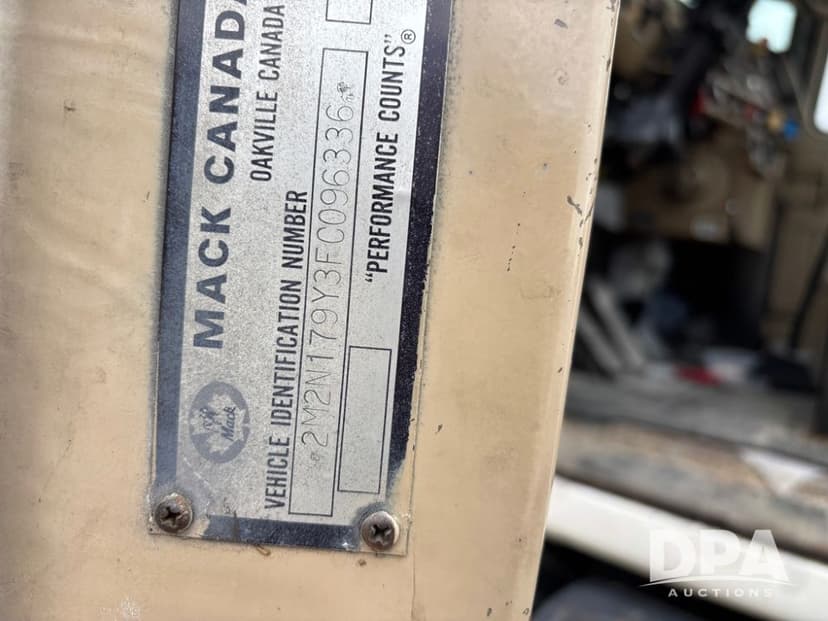 MACK CANADA
OAKVILLE CANADA
Mack
VEHICLE IDENTIFICATION NUMBER
2M2N179Y3FC096336
"PERFORMANCE COUNTS"®
DPA
AUCTIONS